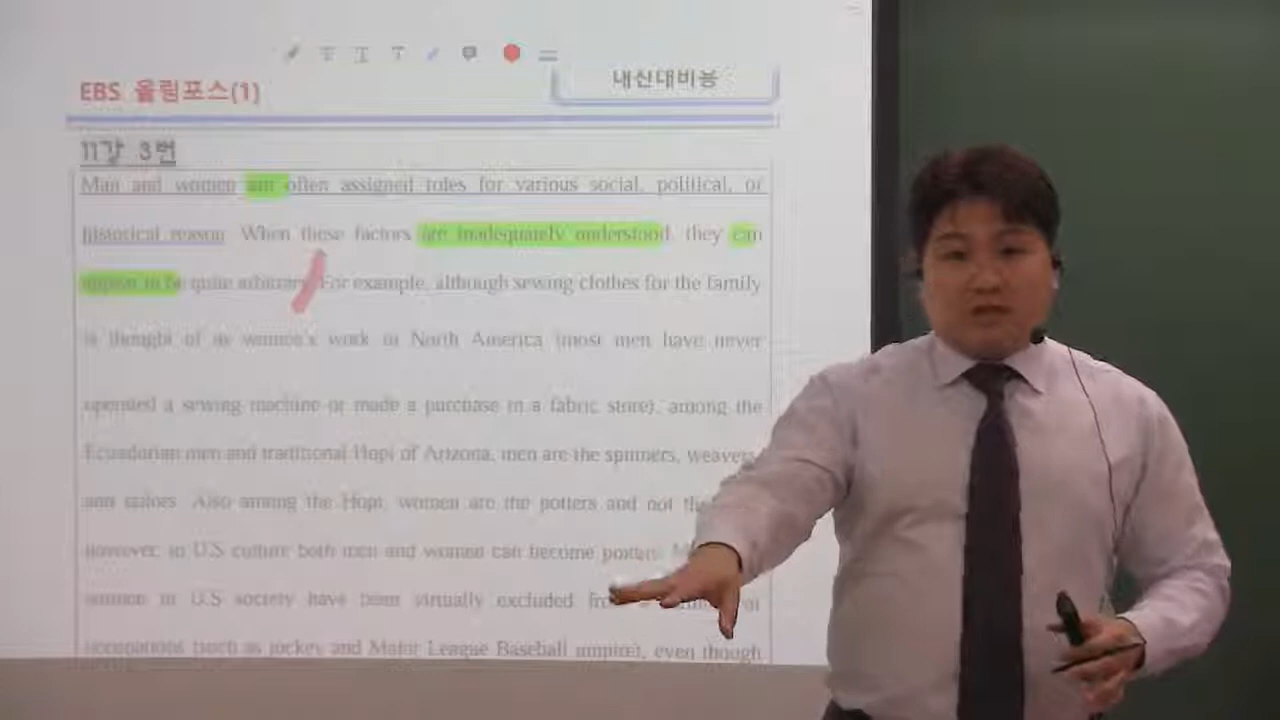 EBS 올림포스(1)
내신대비용
11강 3번
Man and women are often assigned roles for various social, political, or
historical reason. When these factors are inadequately understood, they can
appear to be quite arbitrary. For example, although sewing clothes for the family
is thought of as women's work in North America (most men have never
operated a sewing machine or made a purchase in a fabric store), among the
Ecuadorian men and traditional Hopi of Arizona, men are the spinners, weavers,
and tailors. Also among the Hopi, women are the potters and not the
however, in U.S culture both men and women can become potters.
women in U.S society have been virtually excluded from
occupations (such as jockey and Major League Baseball umpire), even though